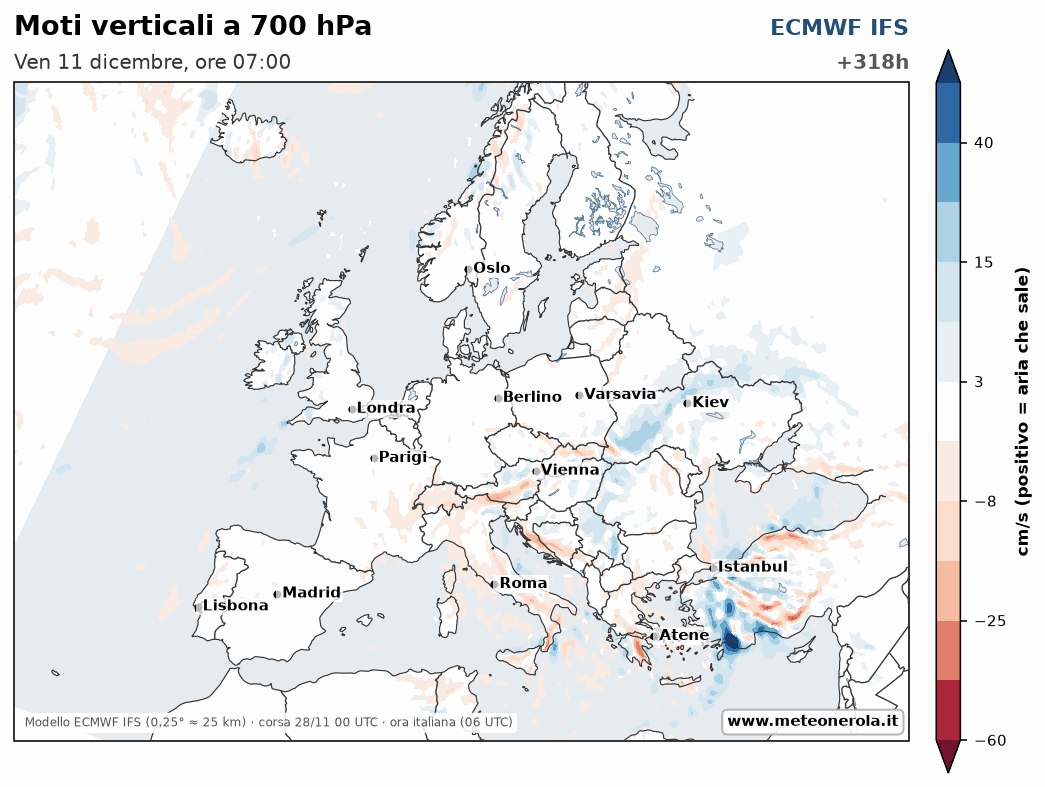 Moti verticali a 700 hPa
ECMWF IFS
Ven 11 dicembre, ore 07:00
+318h
40
15
3
−8
−25
−60
cm/s (positivo = aria che sale)
Oslo
Berlino
Varsavia
Kiev
Londra
Parigi
Vienna
Istanbul
Roma
Madrid
Lisbona
Atene
Modello ECMWF IFS (0,25° ≈ 25 km) · corsa 28/11 00 UTC · ora italiana (06 UTC)
www.meteonerola.it